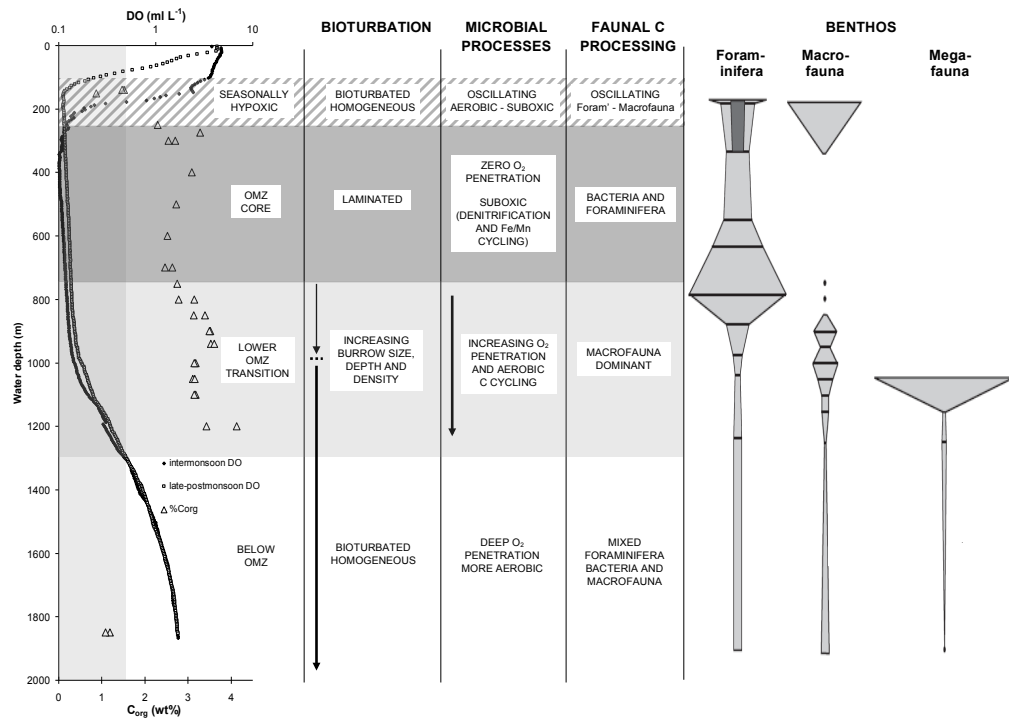 DO (ml L⁻¹)
0.1 1 10
BIOTURBATION
MICROBIAL
PROCESSES
FAUNAL C
PROCESSING
BENTHOS
Foram-
inifera
Macro-
fauna
Mega-
fauna
Water depth (m)
0
200
400
600
800
1000
1200
1400
1600
1800
2000
SEASONALLY
HYPOXIC
BIOTURBATED
HOMOGENEOUS
OSCILLATING
AEROBIC - SUBOXIC
OSCILLATING
Foram' - Macrofauna
OMZ
CORE
LAMINATED
ZERO O₂
PENETRATION
SUBOXIC
(DENITRIFICATION
AND Fe/Mn
CYCLING)
BACTERIA AND
FORAMINIFERA
LOWER
OMZ
TRANSITION
INCREASING
BURROW SIZE,
DEPTH AND
DENSITY
INCREASING O₂
PENETRATION
AND AEROBIC
C CYCLING
MACROFAUNA
DOMINANT
intermonsoon DO
late-postmonsoon DO
%Corg
BELOW
OMZ
BIOTURBATED
HOMOGENEOUS
DEEP O₂
PENETRATION
MORE AEROBIC
MIXED
FORAMINIFERA
BACTERIA AND
MACROFAUNA
0 1 2 3 4
C_org (wt%)